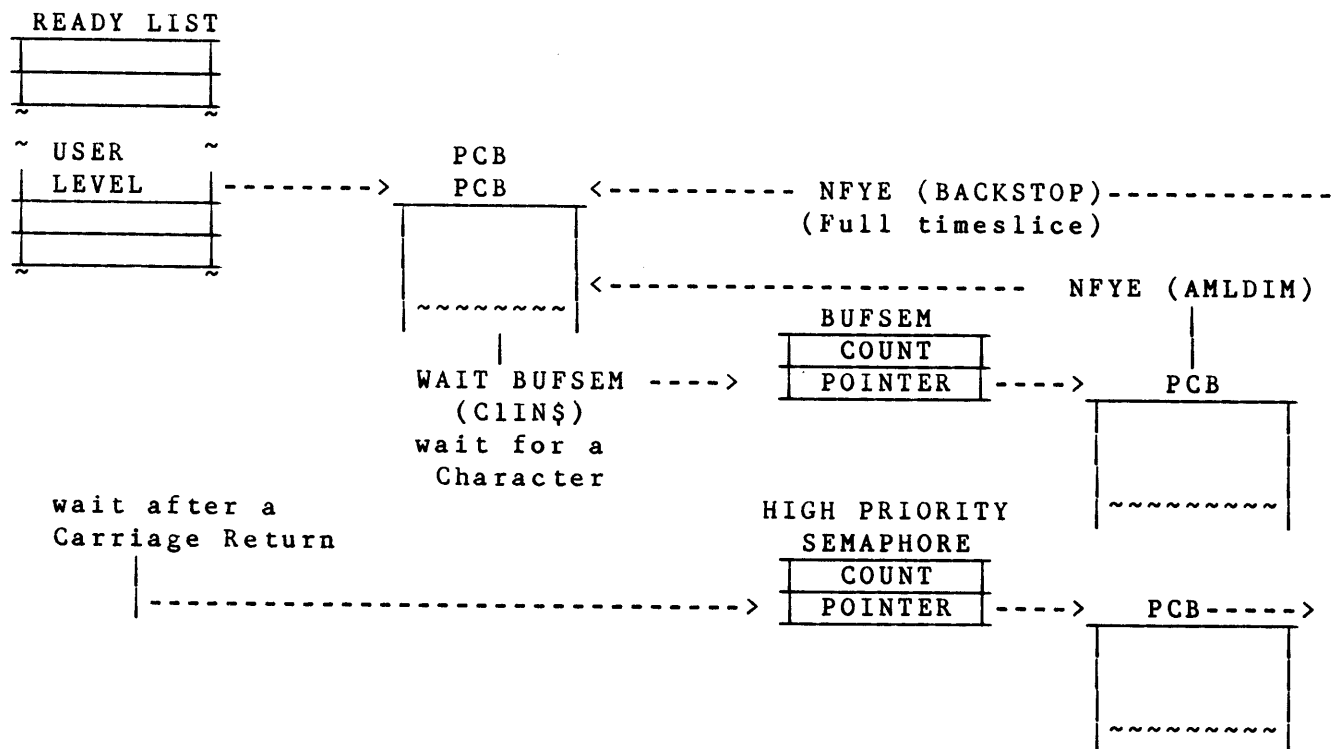 READY LIST
USER
LEVEL
PCB
PCB
NFYE (BACKSTOP)
(Full timeslice)
NFYE (AMLDIM)
BUFSEM
COUNT
POINTER
PCB
WAIT BUFSEM
(C1IN$)
wait for a
Character
wait after a
Carriage Return
HIGH PRIORITY
SEMAPHORE
COUNT
POINTER
PCB